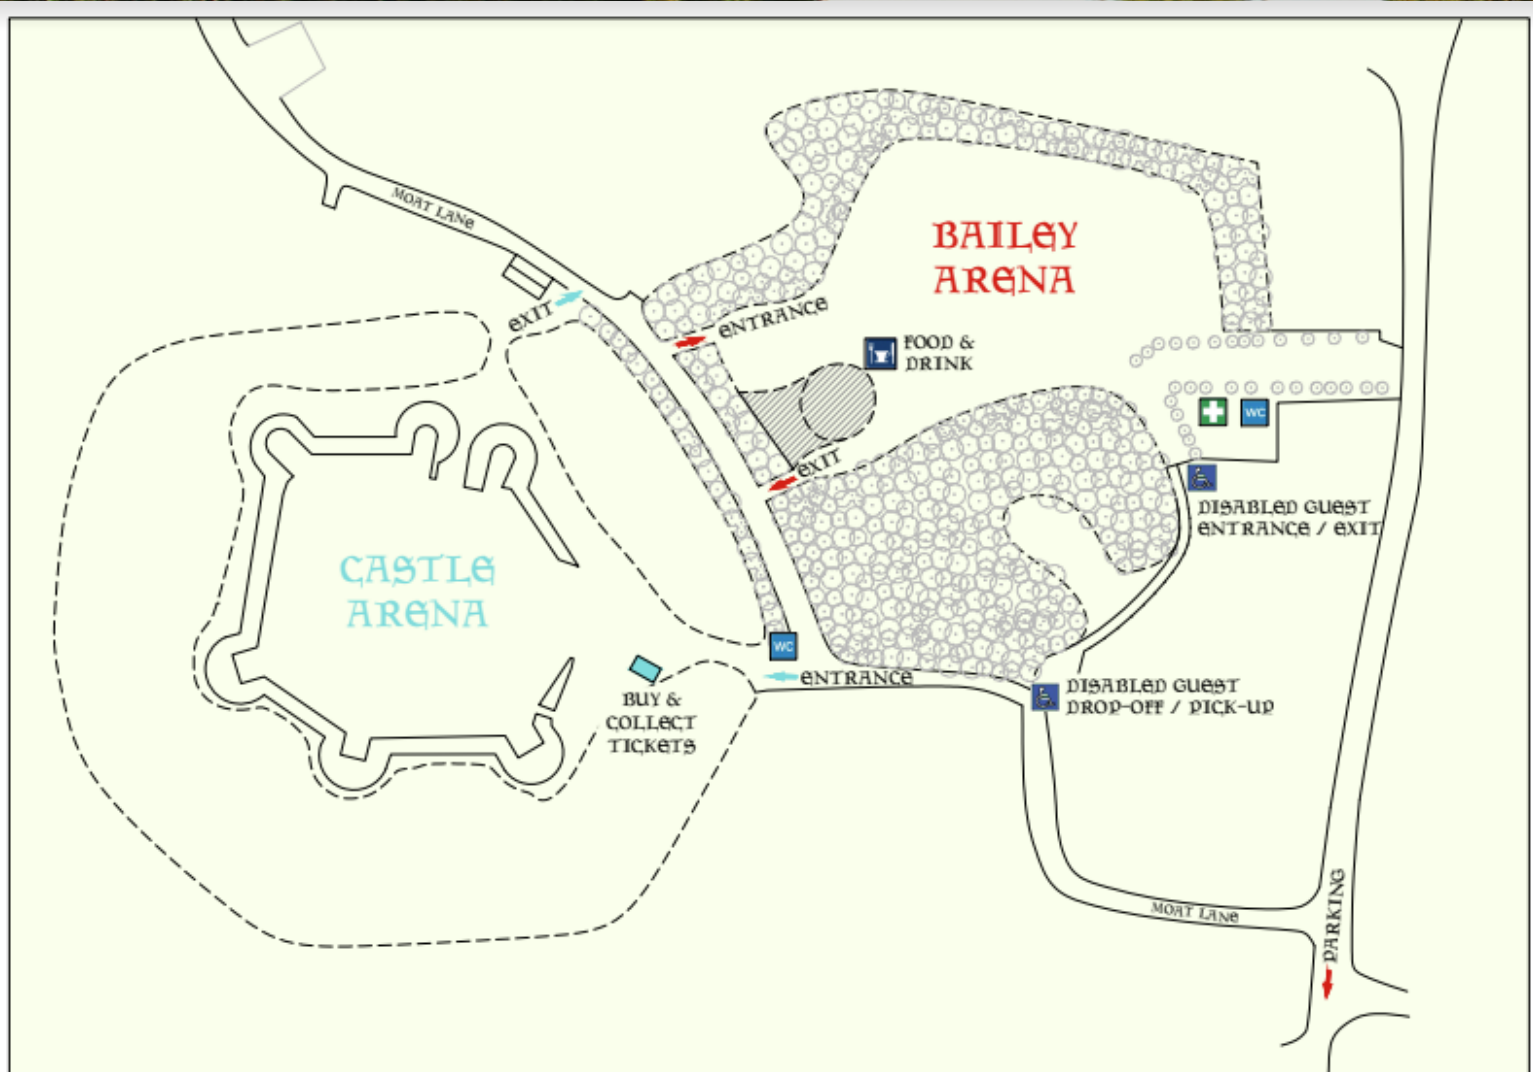 MOAT LANE
BAILEY
ARENA
EXIT
ENTRANCE
FOOD &
DRINK
WC
EXIT
DISABLED GUEST
ENTRANCE / EXIT
CASTLE
ARENA
WC
ENTRANCE
BUY &
COLLECT
TICKETS
DISABLED GUEST
DROP-OFF / PICK-UP
MOAT LANE
PARKING